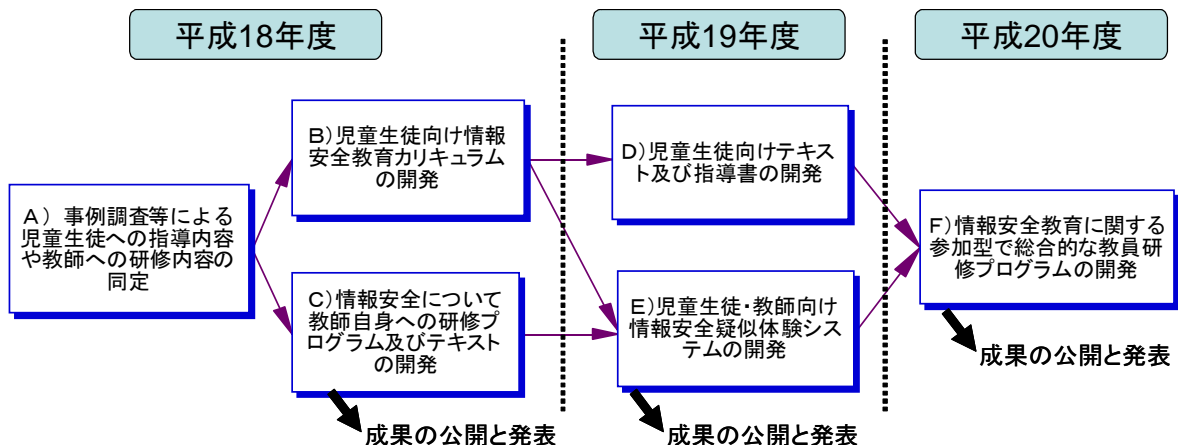 平成18年度
平成19年度
平成20年度
A) 事例調査等による
児童生徒への指導内容
や教師への研修内容の
同定
B)児童生徒向け情報
安全教育カリキュラム
の開発
C)情報安全について
教師自身への研修プ
ログラム及びテキスト
の開発
成果の公開と発表
D)児童生徒向けテキス
ト及び指導書の開発
E)児童生徒・教師向け
情報安全疑似体験シス
テムの開発
成果の公開と発表
F)情報安全教育に関する
参加型で総合的な教員研
修プログラムの開発
成果の公開と発表